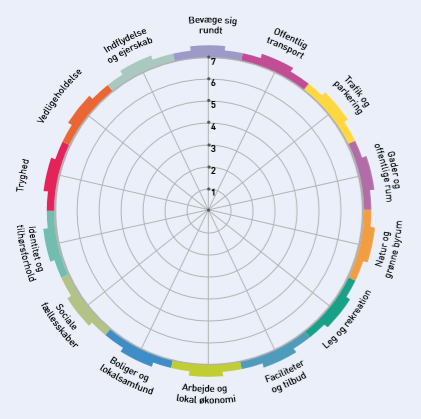 Bevæge sig
rundt
Offentlig
transport
Trafik og
parkering
Gader og
offentlige rum
Natur og
grønne byrum
Leg og rekreation
Faciliteter
og tilbud
Arbejde og
lokal økonomi
Boliger og
lokalsamfund
Sociale
fællesskaber
Identitet og
tilhørsforhold
Tryghed
Vedligeholdelse
Indflydelse
og ejerskab
7
6
5
4
3
2
1